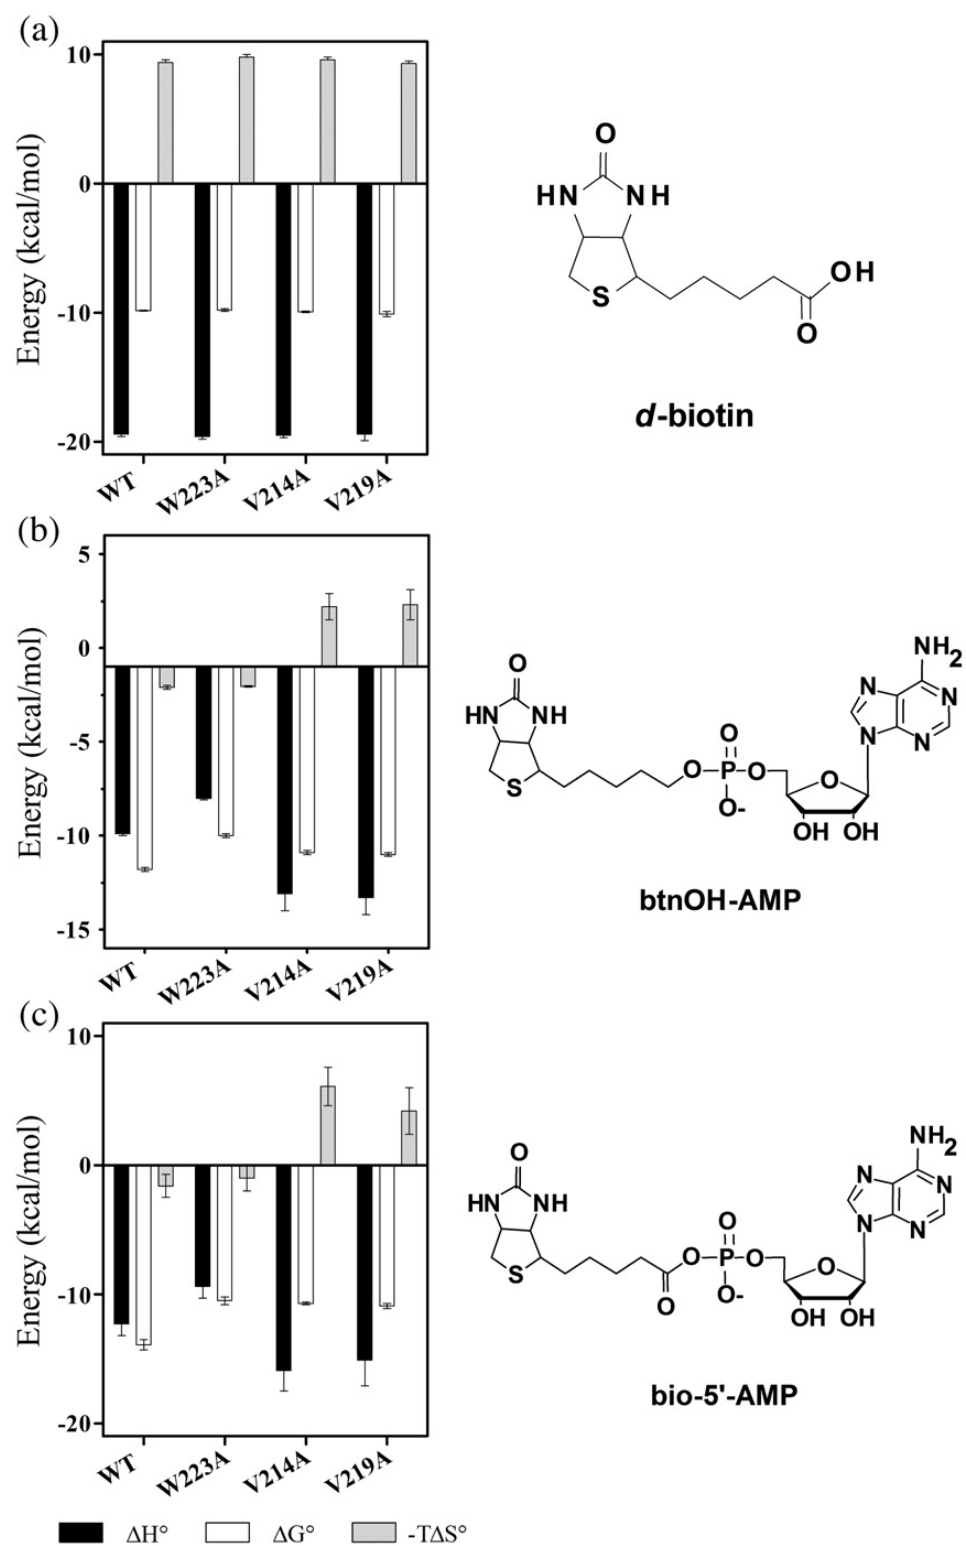 (a)
Energy (kcal/mol)
10
0
-10
-20
WT
W223A
V214A
V219A
O
HN
NH
S
OH
O
d-biotin
(b)
Energy (kcal/mol)
5
0
-5
-10
-15
WT
W223A
V214A
V219A
NH2
O
HN
NH
S
O
O
P
O
O-
N
N
N
N
O
OH
OH
btnOH-AMP
(c)
Energy (kcal/mol)
10
0
-10
-20
WT
W223A
V214A
V219A
NH2
O
HN
NH
S
O
O
O
P
O
O-
N
N
N
N
O
OH
OH
bio-5'-AMP
ΔH°
ΔG°
-TΔS°